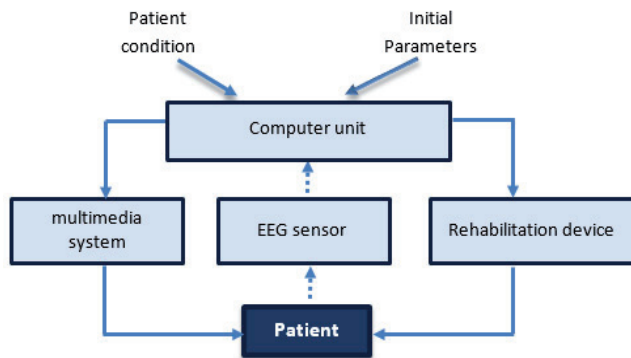 Patient
condition
Initial
Parameters
Computer unit
multimedia
system
EEG sensor
Rehabilitation device
Patient